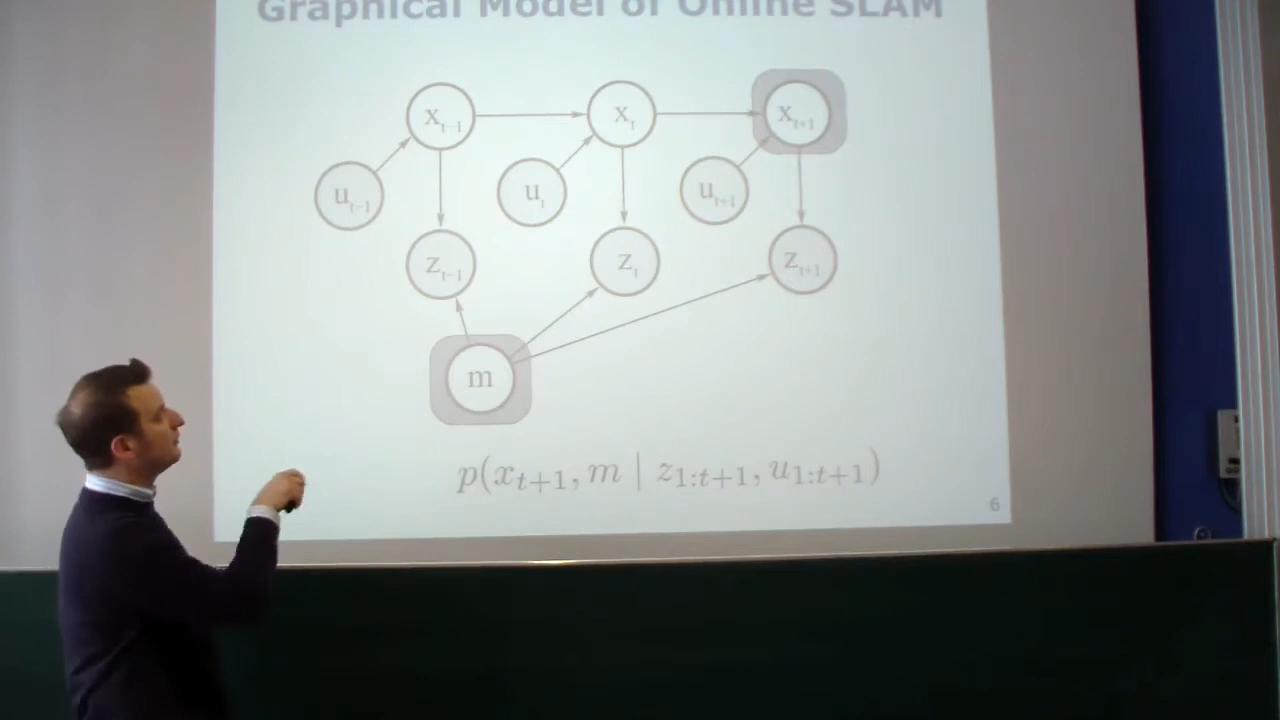 Graphical Model of Online SLAM
x_{t-1} x_t x_{t+1}
u_{t-1} u_t u_{t+1}
z_{t-1} z_t z_{t+1}
m
p(x_{t+1}, m | z_{1:t+1}, u_{1:t+1})
6